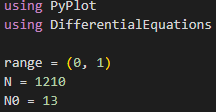 using PyPlot
using DifferentialEquations
range = (0, 1)
N = 1210
N0 = 13